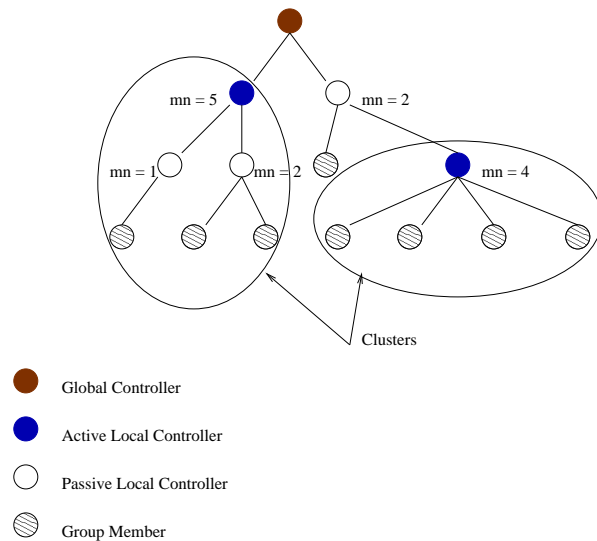 mn = 5
mn = 2
mn = 1
mn = 2
mn = 4
Clusters
Global Controller
Active Local Controller
Passive Local Controller
Group Member